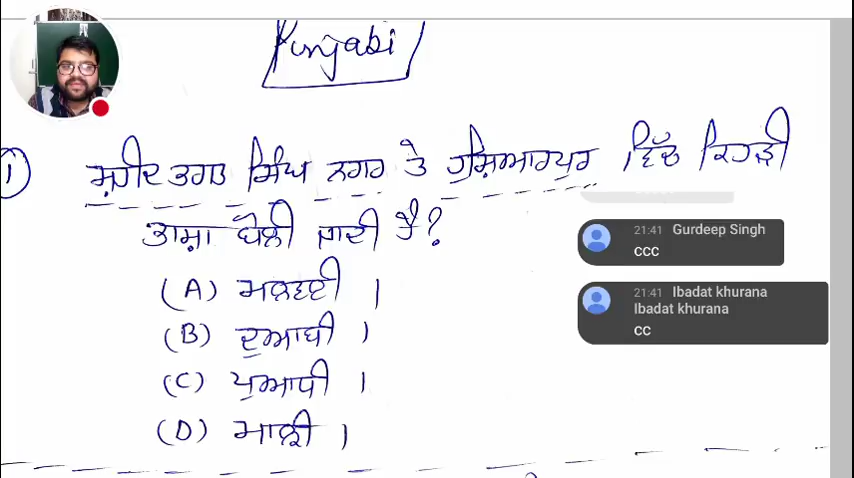 Punjabi
① ਸ਼ਹੀਦ ਭਗਤ ਸਿੰਘ ਨਗਰ ਤੇ ਹੁਸ਼ਿਆਰਪੁਰ ਵਿੱਚ ਕਿਹੜੀ
ਭਾਸ਼ਾ ਬੋਲੀ ਜਾਂਦੀ ਹੈ?
(A) ਮਲਵਈ ।
(B) ਦੁਆਬੀ ।
(C) ਪੁਆਧੀ ।
(D) ਮਾਝੀ ।
21:41 Gurdeep Singh
ccc
21:41 Ibadat khurana
Ibadat khurana
cc